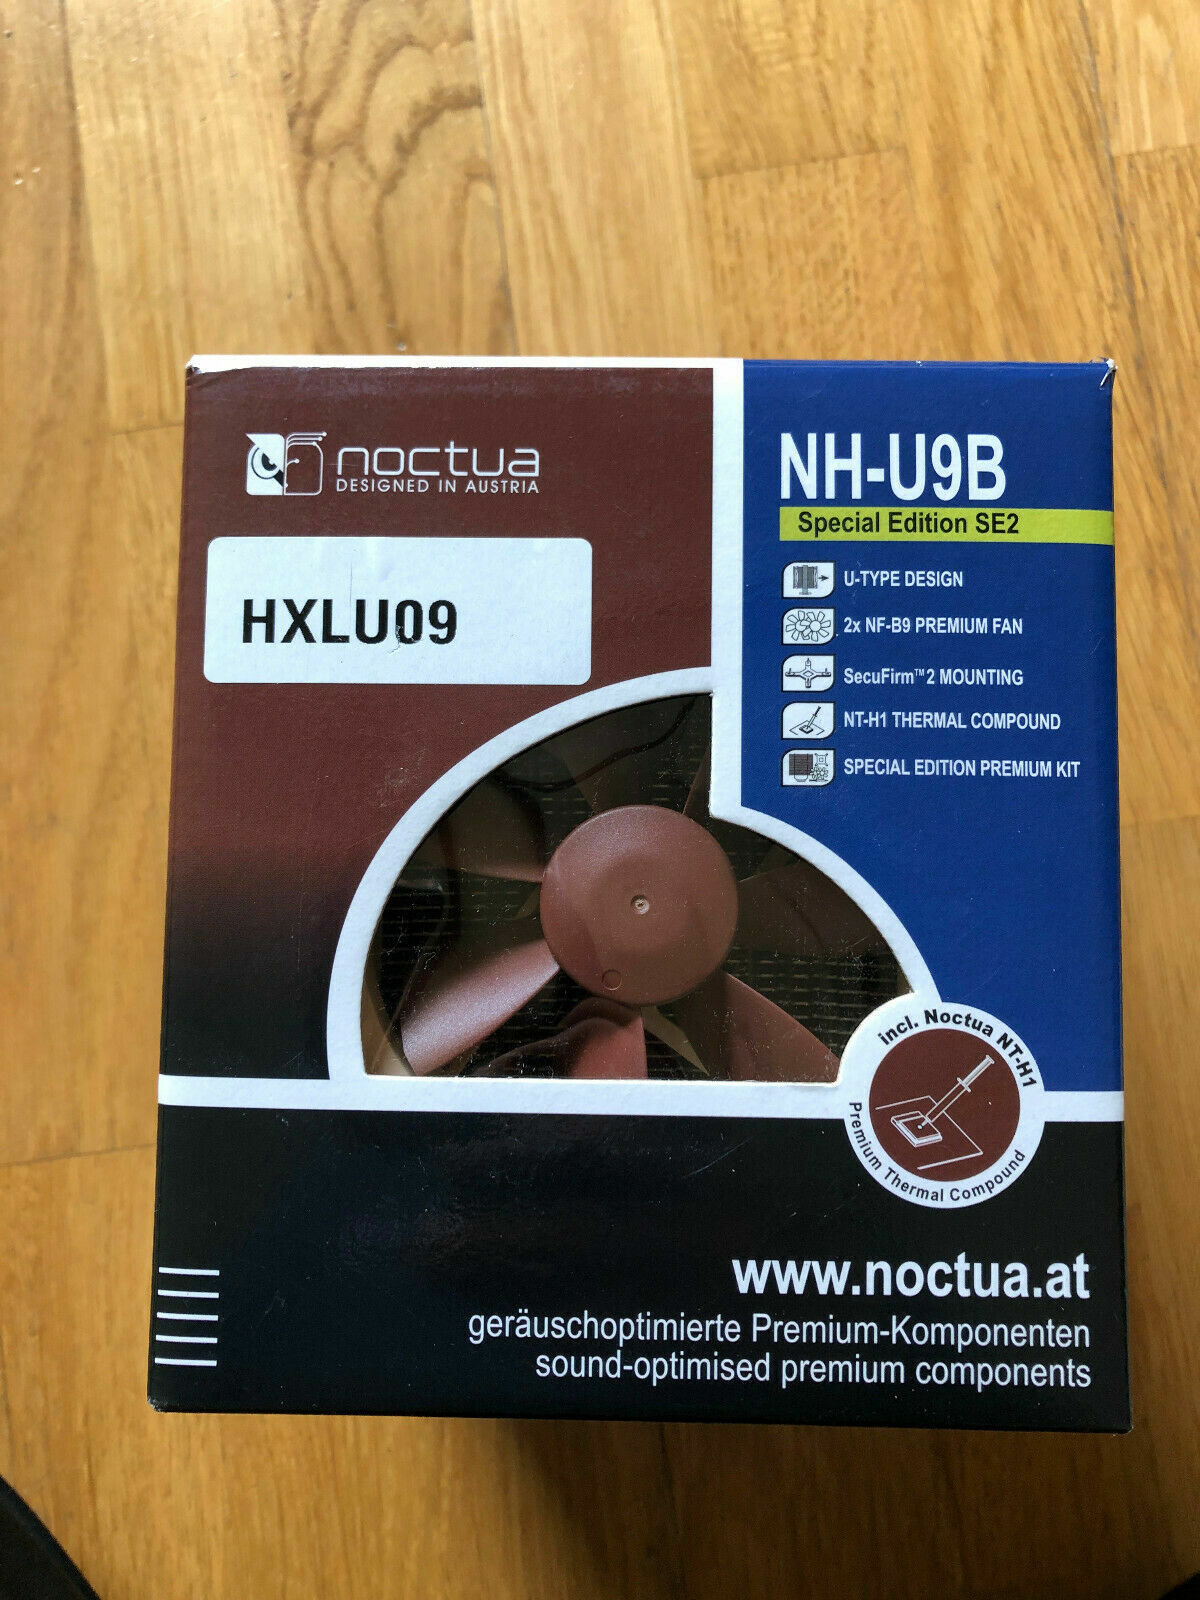 noctua
DESIGNED IN AUSTRIA
HXLU09
NH-U9B
Special Edition SE2
U-TYPE DESIGN
2x NF-B9 PREMIUM FAN
SecuFirm™2 MOUNTING
NT-H1 THERMAL COMPOUND
SPECIAL EDITION PREMIUM KIT
incl. Noctua NT-H1
Premium Thermal Compound
www.noctua.at
geräuschoptimierte Premium-Komponenten
sound-optimised premium components